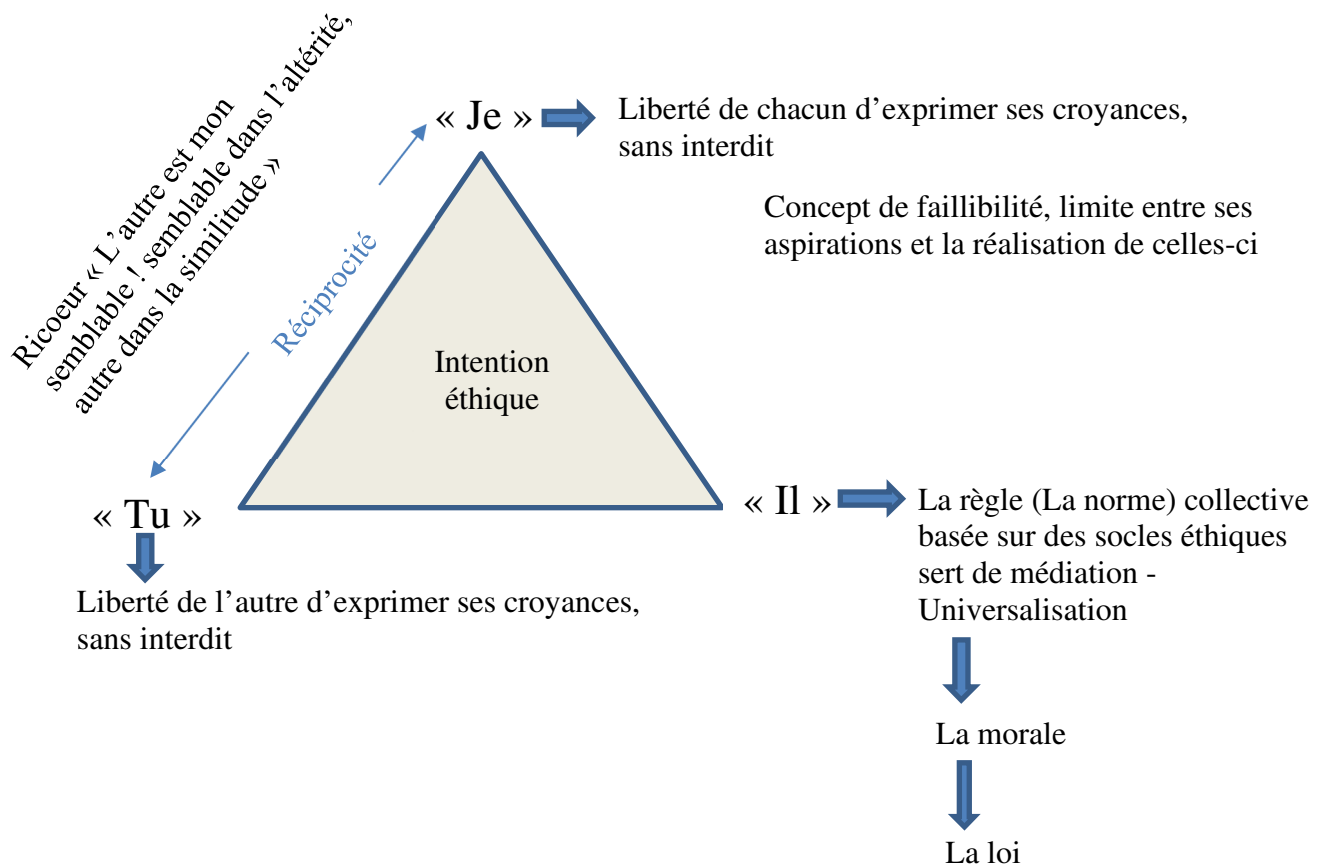 Ricoeur « L’autre est mon
semblable ! semblable dans l’altérité,
autre dans la similitude »
« Je »
Liberté de chacun d’exprimer ses croyances,
sans interdit
Concept de faillibilité, limite entre ses
aspirations et la réalisation de celles-ci
Réciprocité
Intention
éthique
« Tu »
Liberté de l’autre d’exprimer ses croyances,
sans interdit
« Il »
La règle (La norme) collective
basée sur des socles éthiques
sert de médiation -
Universalisation
La morale
La loi